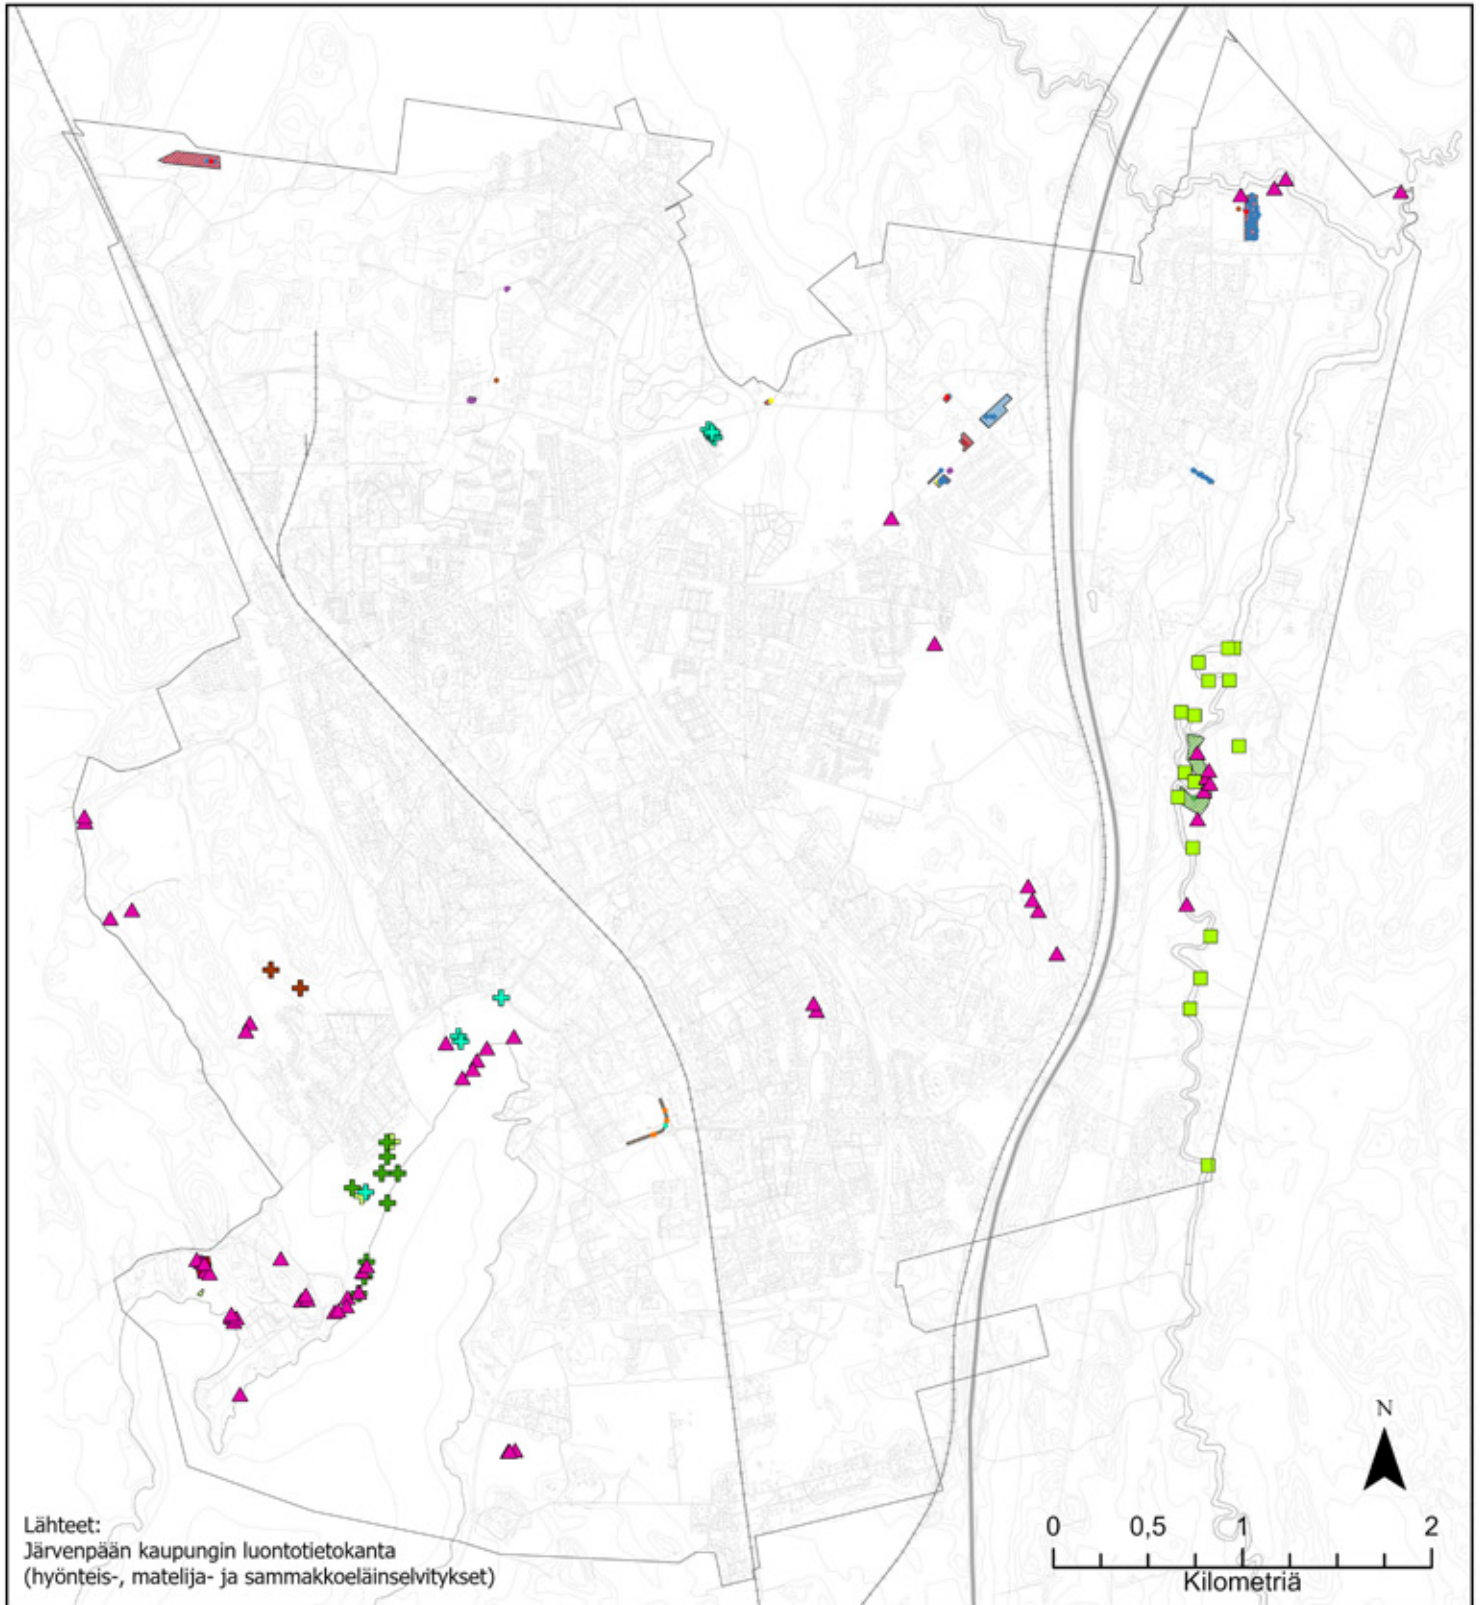 N
Lähteet:
Järvenpään kaupungin luontotietokanta
(hyönteis-, matelija- ja sammakkoeläinselvitykset)
0 0,5 1 2
Kilometriä